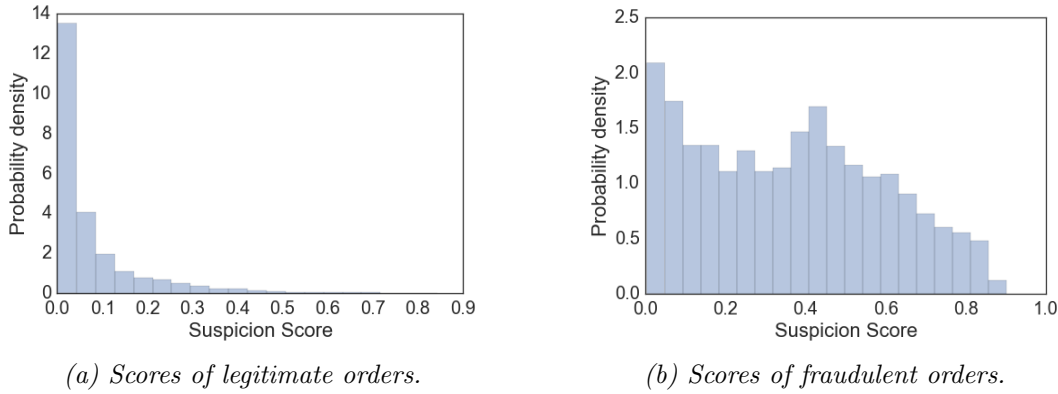 14
12
10
8
6
4
2
0
0.0 0.1 0.2 0.3 0.4 0.5 0.6 0.7 0.8 0.9
Probability density
Suspicion Score
(a) Scores of legitimate orders.
2.5
2.0
1.5
1.0
0.5
0.0
0.0 0.2 0.4 0.6 0.8 1.0
Probability density
Suspicion Score
(b) Scores of fraudulent orders.